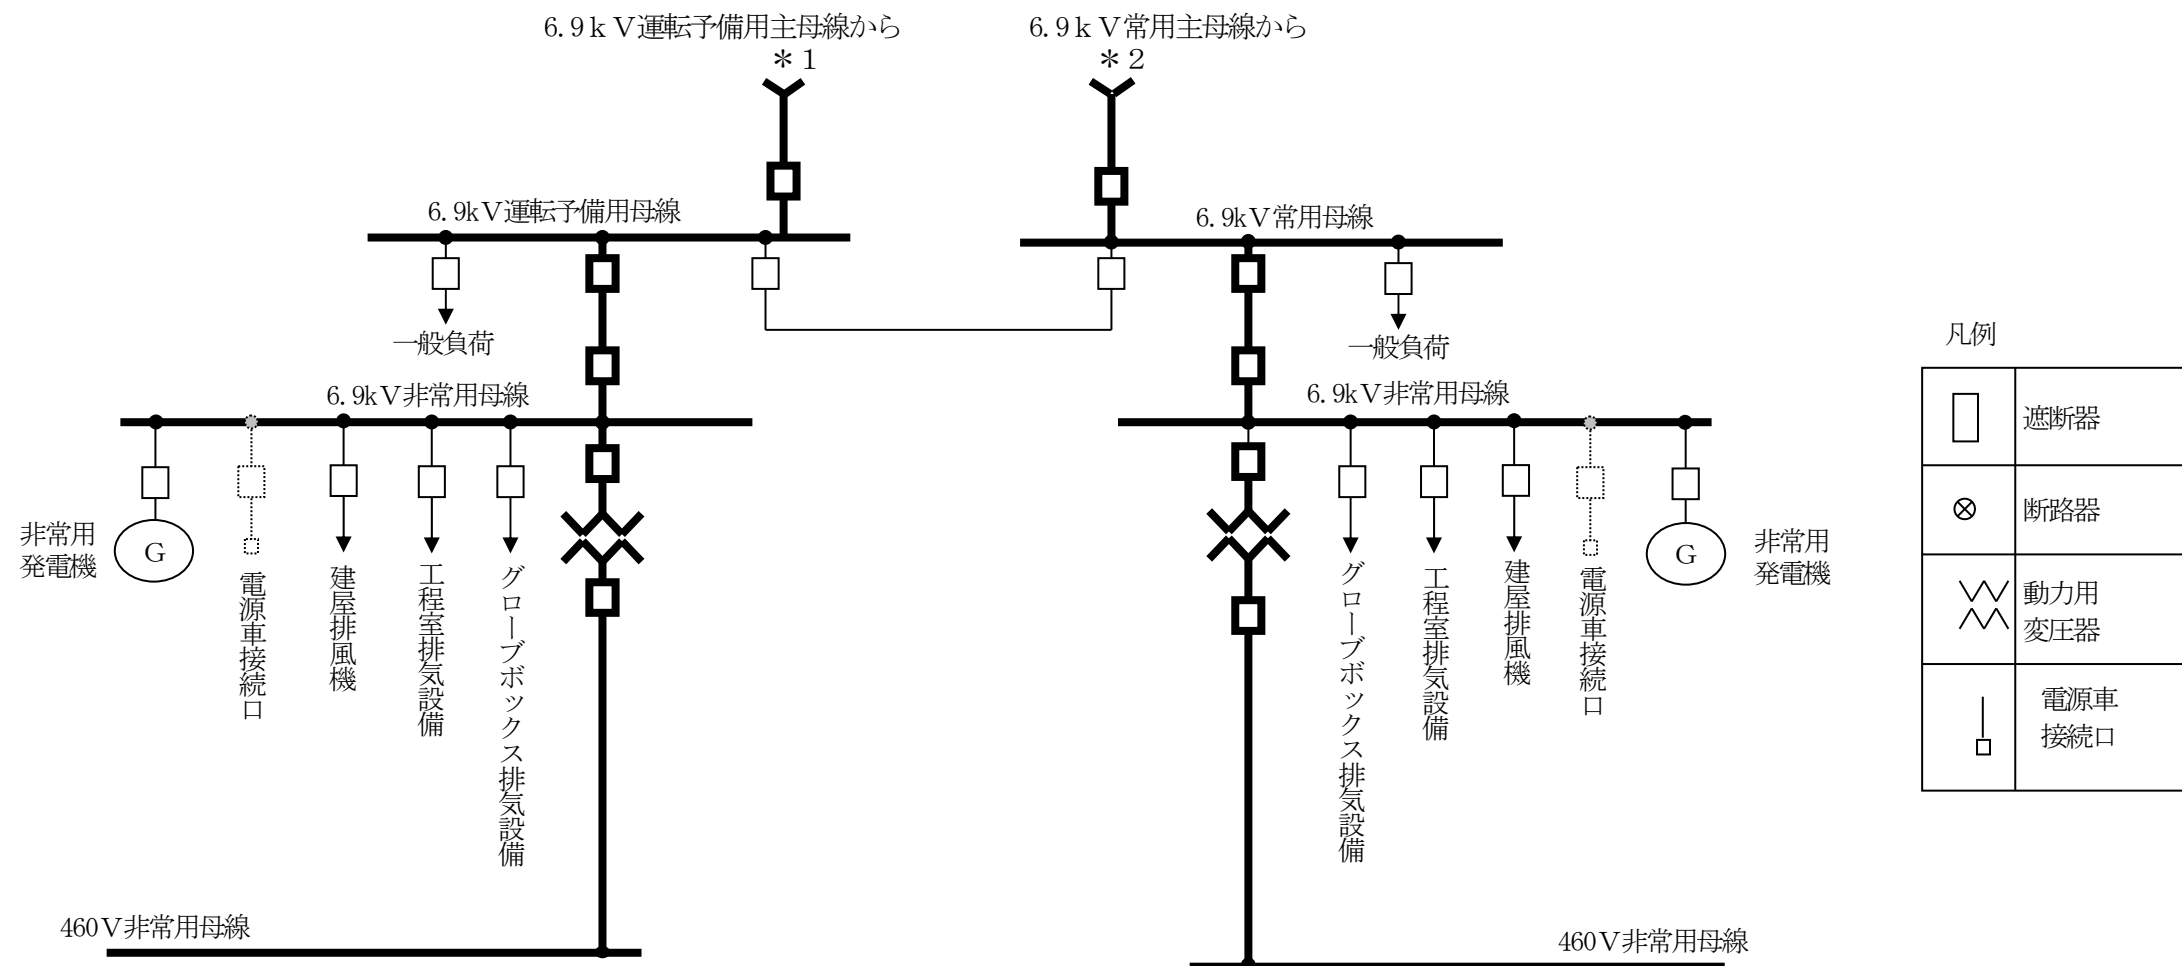 6.9ｋＶ運転予備用主母線から
＊１
6.9ｋＶ常用主母線から
＊２
6.9kＶ運転予備用母線
6.9kＶ常用母線
一般負荷
一般負荷
6.9kＶ非常用母線
6.9kＶ非常用母線
非常用
発電機
Ｇ
電源車接続口
建屋排風機
工程室排気設備
グローブボックス排気設備
グローブボックス排気設備
工程室排気設備
建屋排風機
電源車接続口
Ｇ
非常用
発電機
460Ｖ非常用母線
460Ｖ非常用母線
凡例
遮断器
断路器
動力用
変圧器
電源車
接続口